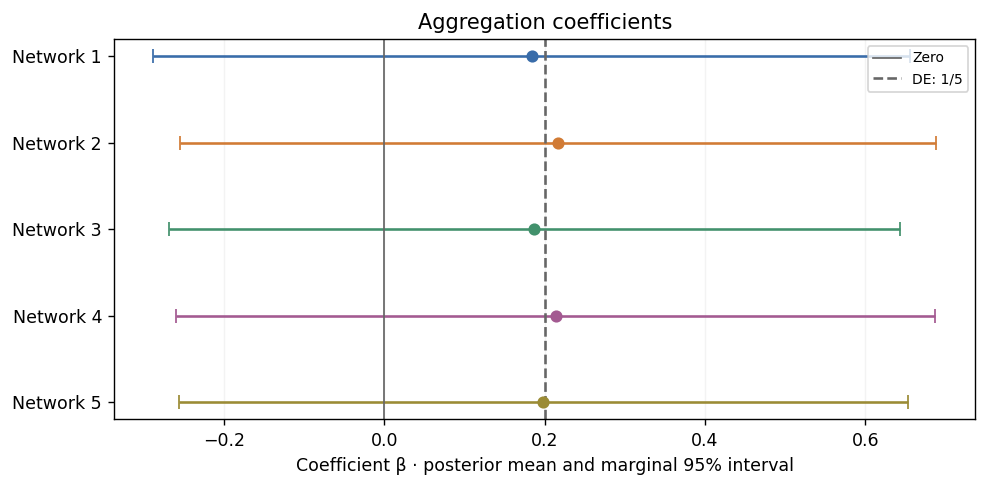 Aggregation coefficients
Network 1
Network 2
Network 3
Network 4
Network 5
Zero
DE: 1/5
−0.2 0.0 0.2 0.4 0.6
Coefficient β · posterior mean and marginal 95% interval